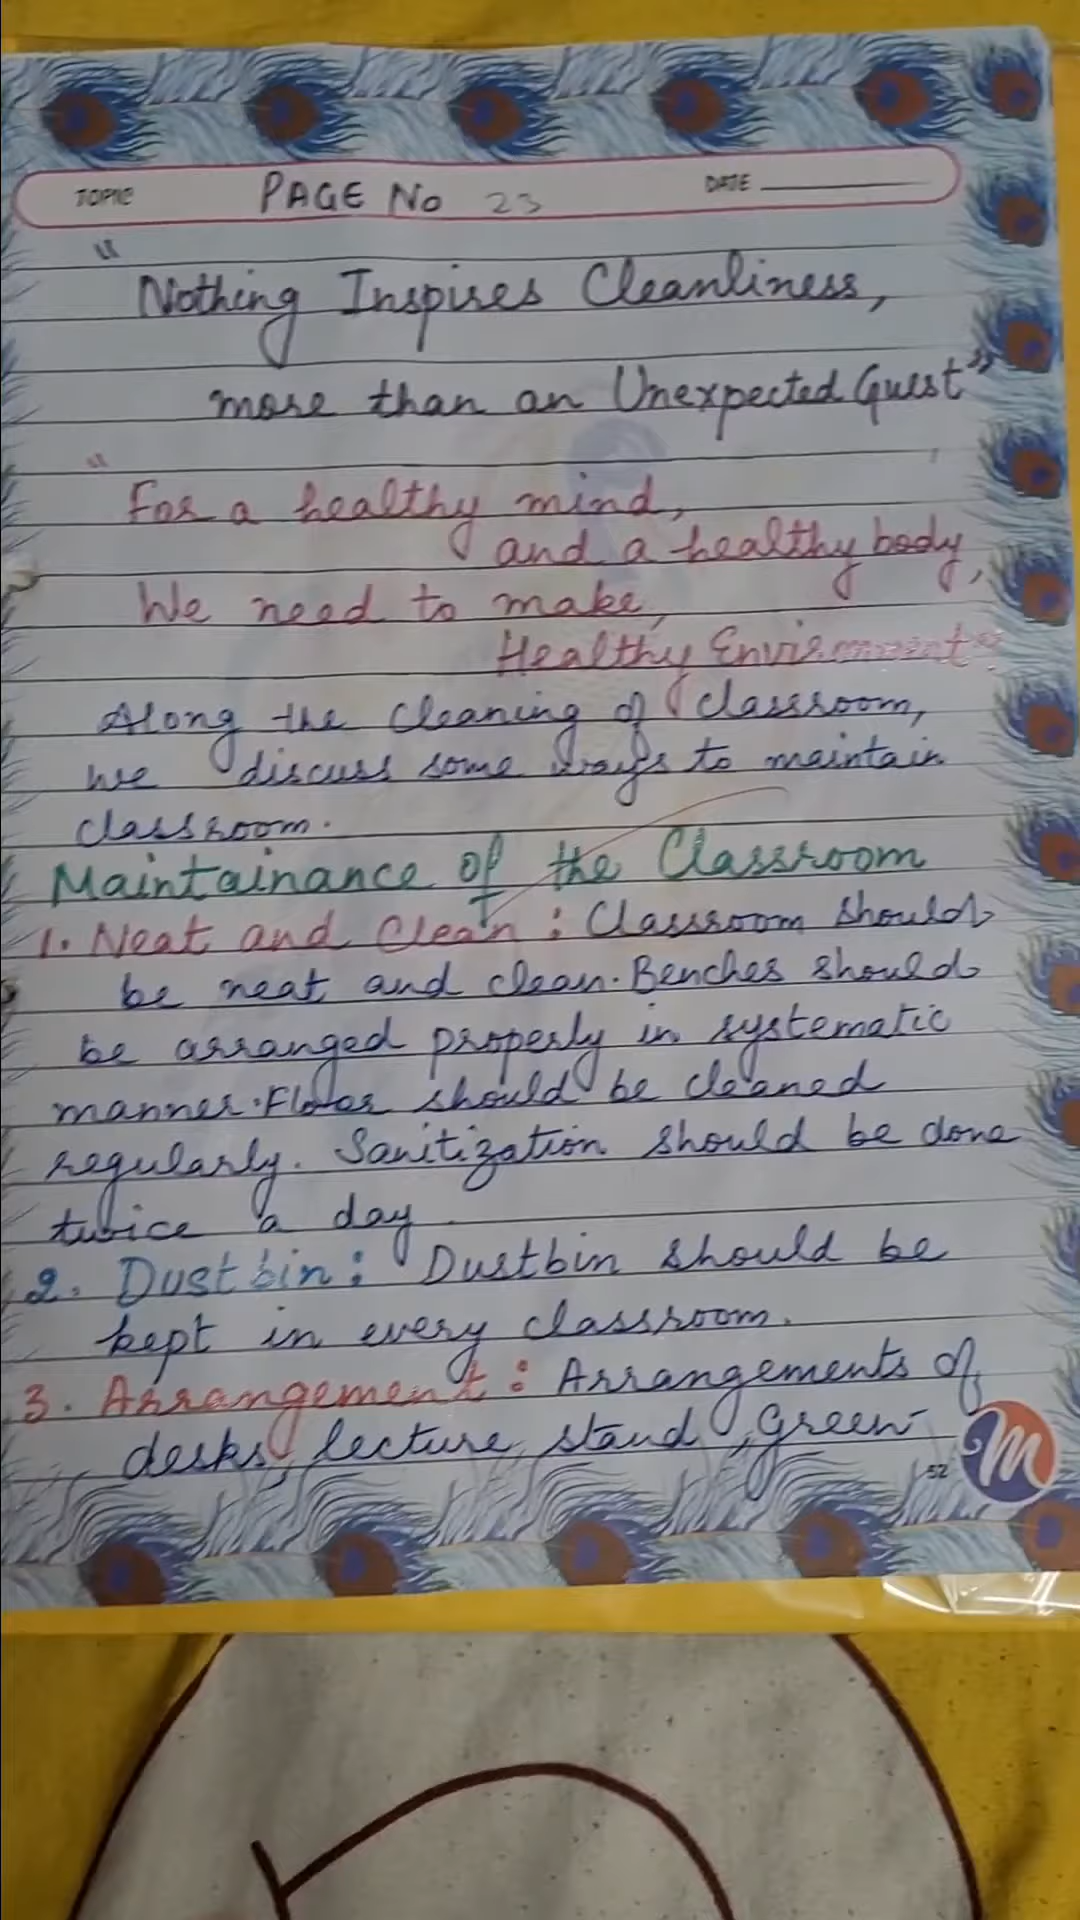 TOPIC PAGE No 23 DATE
"
Nothing Inspires Cleanliness,
more than an Unexpected Guest"
"
For a healthy mind,
and a healthy body,
We need to make,
Healthy Environment"
Along the cleaning of classroom,
we discuss some ways to maintain
classroom.
Maintainance of the Classroom
1. Neat and Clean : Classroom should
be neat and clean. Benches should
be arranged properly in systematic
manner. Floor should be cleaned
regularly. Sanitization should be done
twice a day.
2. Dustbin : Dustbin should be
kept in every classroom.
3. Arrangement : Arrangements of
desks, lecture stand, Green-
52 m